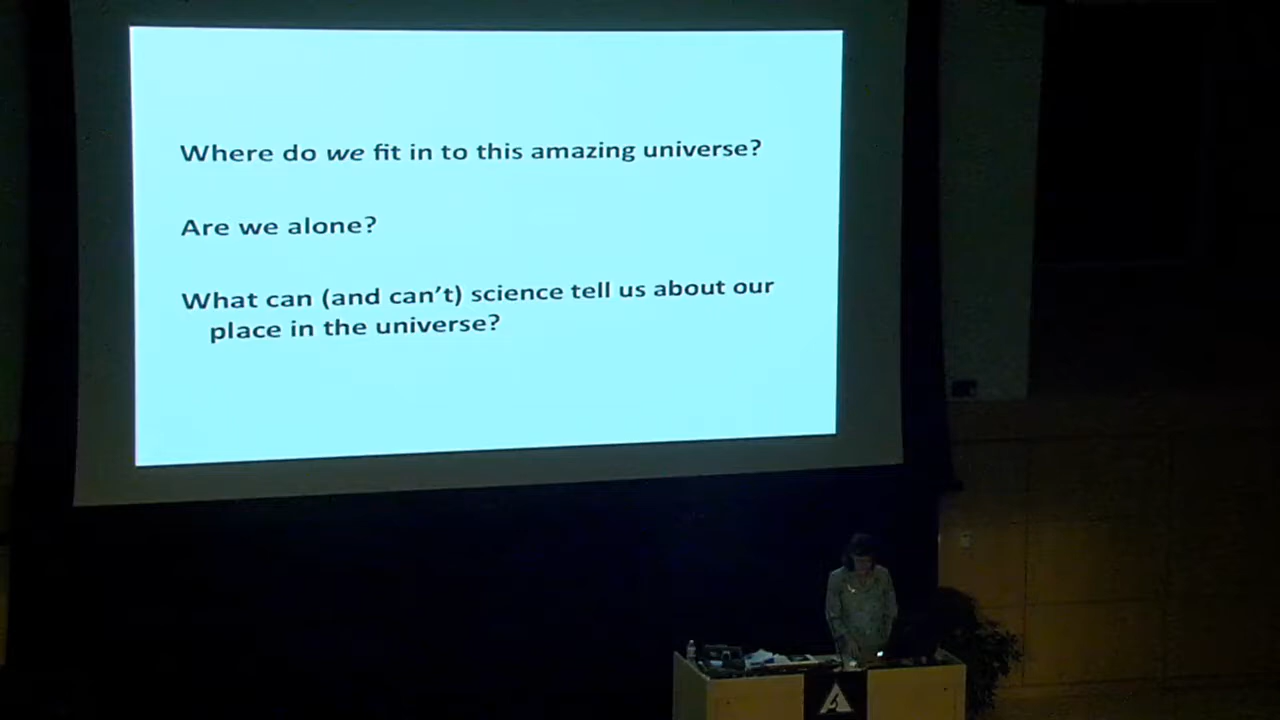 Where do we fit in to this amazing universe?
Are we alone?
What can (and can't) science tell us about our
place in the universe?